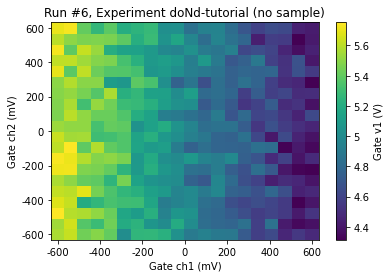 Run #6, Experiment doNd-tutorial (no sample)
Gate ch2 (mV)
600
400
200
0
-200
-400
-600
-600 -400 -200 0 200 400 600
Gate ch1 (mV)
5.6
5.4
5.2
5
4.8
4.6
4.4
Gate v1 (V)